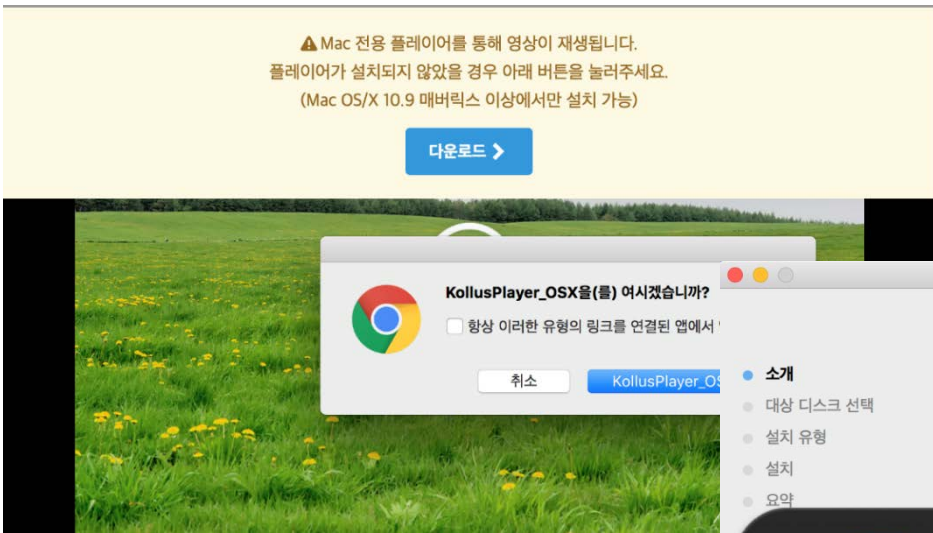 Mac 전용 플레이어를 통해 영상이 재생됩니다.
플레이어가 설치되지 않았을 경우 아래 버튼을 눌러주세요.
(Mac OS/X 10.9 매버릭스 이상에서만 설치 가능)
다운로드
KollusPlayer_OSX을(를) 여시겠습니까?
항상 이러한 유형의 링크를 연결된 앱에서
취소
KollusPlayer_OS
소개
대상 디스크 선택
설치 유형
설치
요약